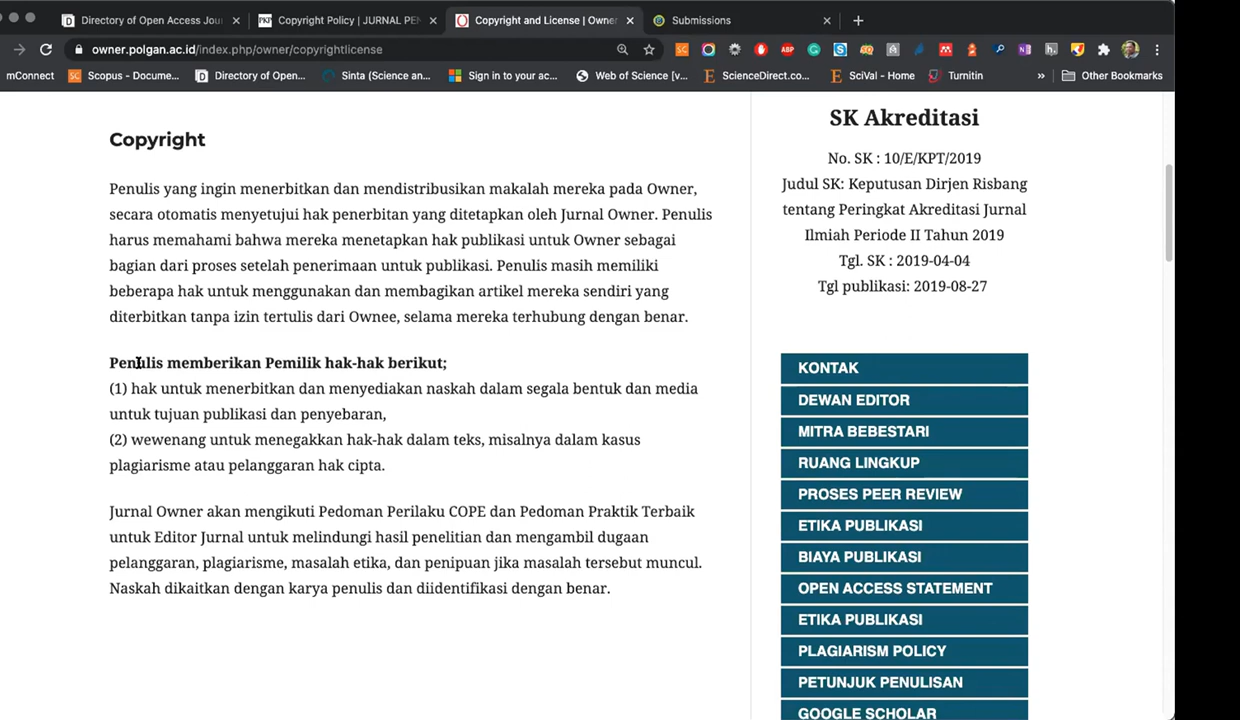 Directory of Open Access Jou
Copyright Policy | JURNAL PE
Copyright and License | Owne
Submissions
owner.polgan.ac.id/index.php/owner/copyrightlicense
mConnect
Scopus - Docume...
Directory of Open...
Sinta (Science an...
Sign in to your ac...
Web of Science [v...
ScienceDirect.co...
SciVal - Home
Turnitin
»
Other Bookmarks
Copyright
Penulis yang ingin menerbitkan dan mendistribusikan makalah mereka pada Owner,
secara otomatis menyetujui hak penerbitan yang ditetapkan oleh Jurnal Owner. Penulis
harus memahami bahwa mereka menetapkan hak publikasi untuk Owner sebagai
bagian dari proses setelah penerimaan untuk publikasi. Penulis masih memiliki
beberapa hak untuk menggunakan dan membagikan artikel mereka sendiri yang
diterbitkan tanpa izin tertulis dari Ownee, selama mereka terhubung dengan benar.
Penulis memberikan Pemilik hak-hak berikut;
(1) hak untuk menerbitkan dan menyediakan naskah dalam segala bentuk dan media
untuk tujuan publikasi dan penyebaran,
(2) wewenang untuk menegakkan hak-hak dalam teks, misalnya dalam kasus
plagiarisme atau pelanggaran hak cipta.
Jurnal Owner akan mengikuti Pedoman Perilaku COPE dan Pedoman Praktik Terbaik
untuk Editor Jurnal untuk melindungi hasil penelitian dan mengambil dugaan
pelanggaran, plagiarisme, masalah etika, dan penipuan jika masalah tersebut muncul.
Naskah dikaitkan dengan karya penulis dan diidentifikasi dengan benar.
SK Akreditasi
No. SK : 10/E/KPT/2019
Judul SK: Keputusan Dirjen Risbang
tentang Peringkat Akreditasi Jurnal
Ilmiah Periode II Tahun 2019
Tgl. SK : 2019-04-04
Tgl publikasi: 2019-08-27
KONTAK
DEWAN EDITOR
MITRA BEBESTARI
RUANG LINGKUP
PROSES PEER REVIEW
ETIKA PUBLIKASI
BIAYA PUBLIKASI
OPEN ACCESS STATEMENT
ETIKA PUBLIKASI
PLAGIARISM POLICY
PETUNJUK PENULISAN
GOOGLE SCHOLAR